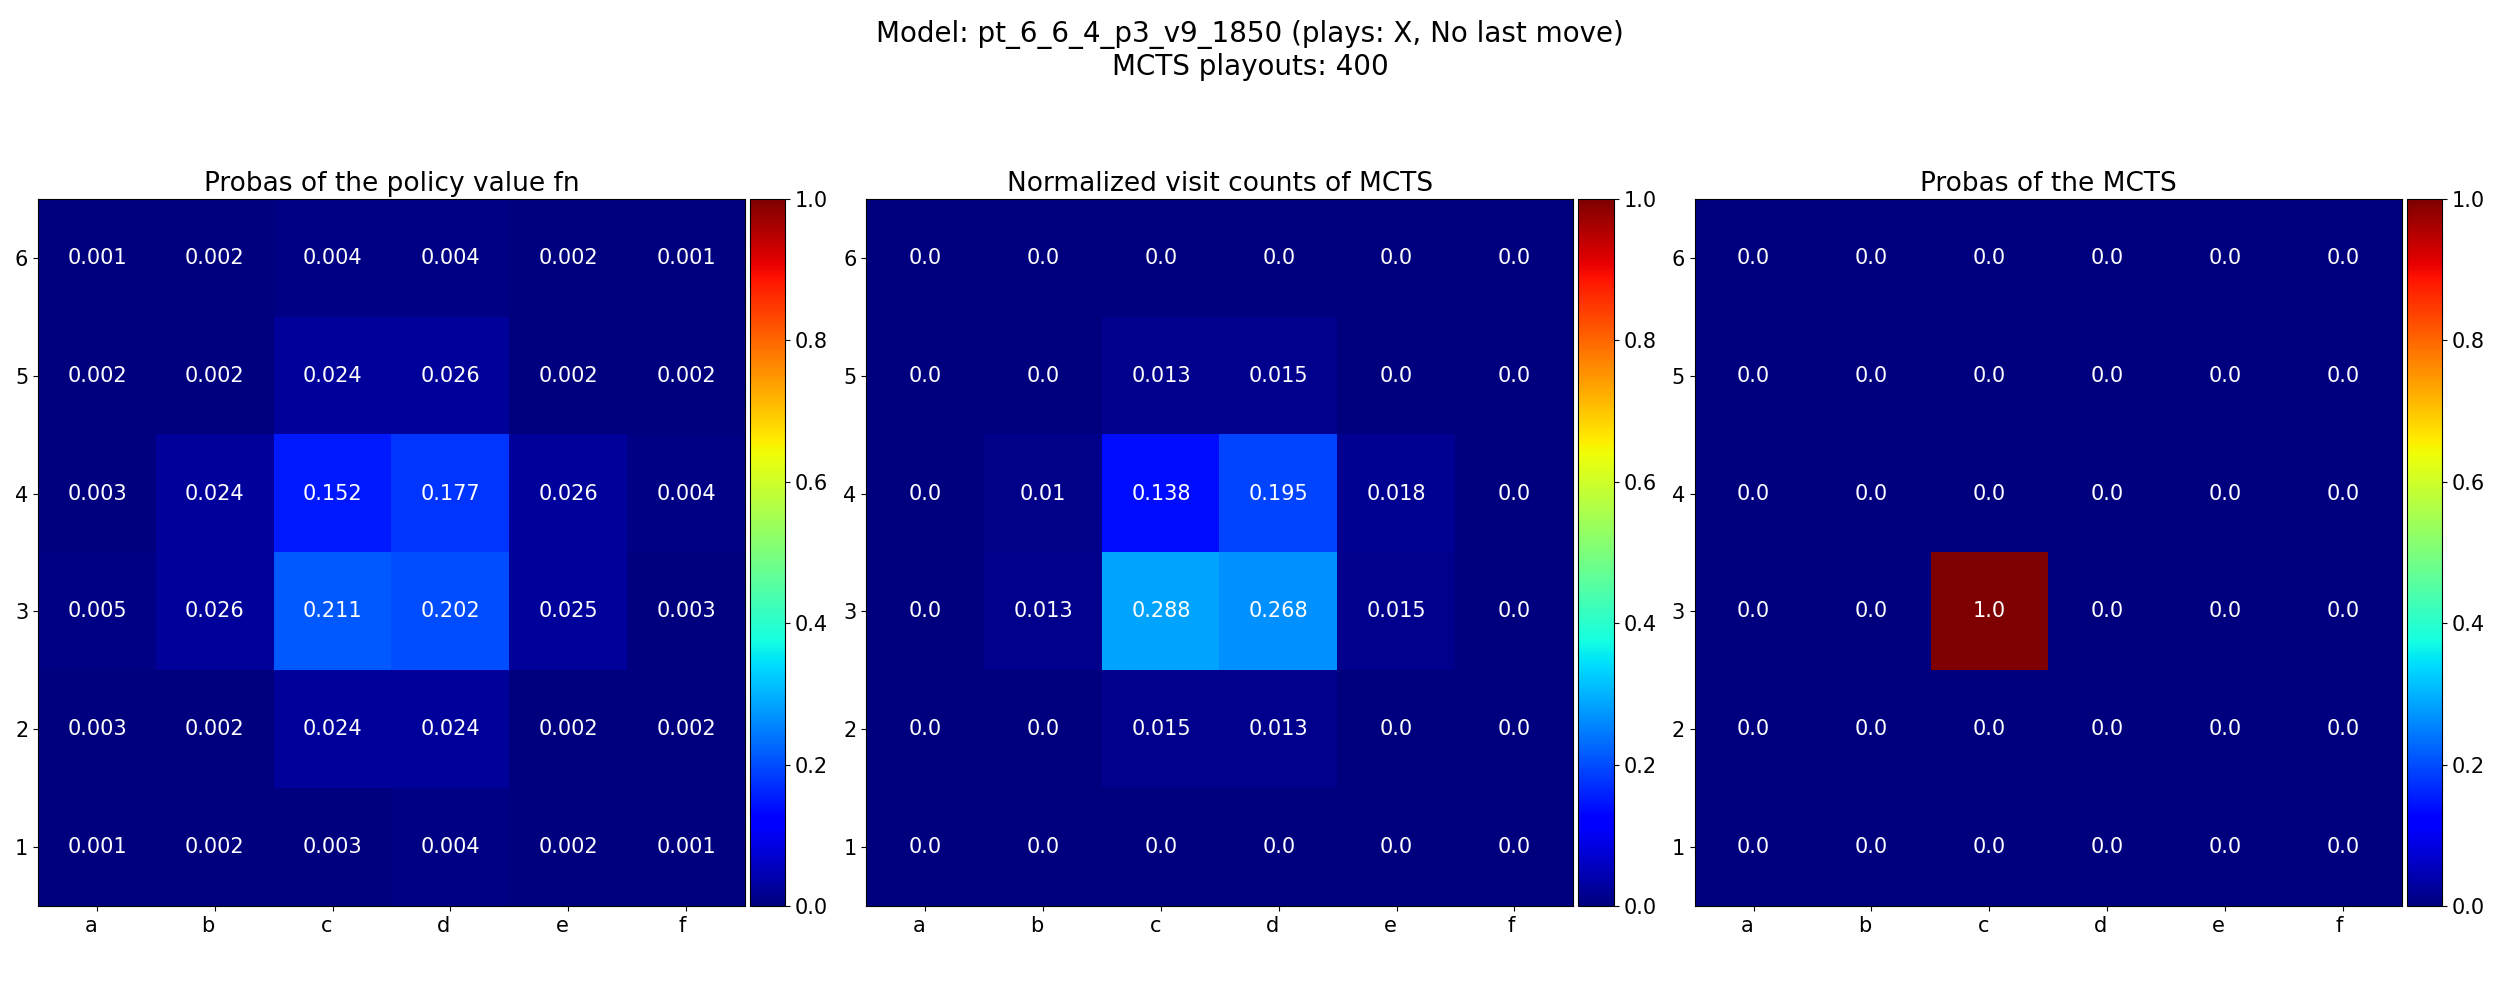 Model: pt_6_6_4_p3_v9_1850 (plays: X, No last move)
MCTS playouts: 400
Probas of the policy value fn
1.0
6 0.001 0.002 0.004 0.004 0.002 0.001
0.8
5 0.002 0.002 0.024 0.026 0.002 0.002
0.6
4 0.003 0.024 0.152 0.177 0.026 0.004
0.4
3 0.005 0.026 0.211 0.202 0.025 0.003
2 0.003 0.002 0.024 0.024 0.002 0.002
0.2
1 0.001 0.002 0.003 0.004 0.002 0.001
0.0
a b c d e f
Normalized visit counts of MCTS
1.0
6 0.0 0.0 0.0 0.0 0.0 0.0
0.8
5 0.0 0.0 0.013 0.015 0.0 0.0
0.6
4 0.0 0.01 0.138 0.195 0.018 0.0
0.4
3 0.0 0.013 0.288 0.268 0.015 0.0
2 0.0 0.0 0.015 0.013 0.0 0.0
0.2
1 0.0 0.0 0.0 0.0 0.0 0.0
0.0
a b c d e f
Probas of the MCTS
1.0
6 0.0 0.0 0.0 0.0 0.0 0.0
0.8
5 0.0 0.0 0.0 0.0 0.0 0.0
0.6
4 0.0 0.0 0.0 0.0 0.0 0.0
0.4
3 0.0 0.0 1.0 0.0 0.0 0.0
2 0.0 0.0 0.0 0.0 0.0 0.0
0.2
1 0.0 0.0 0.0 0.0 0.0 0.0
0.0
a b c d e f